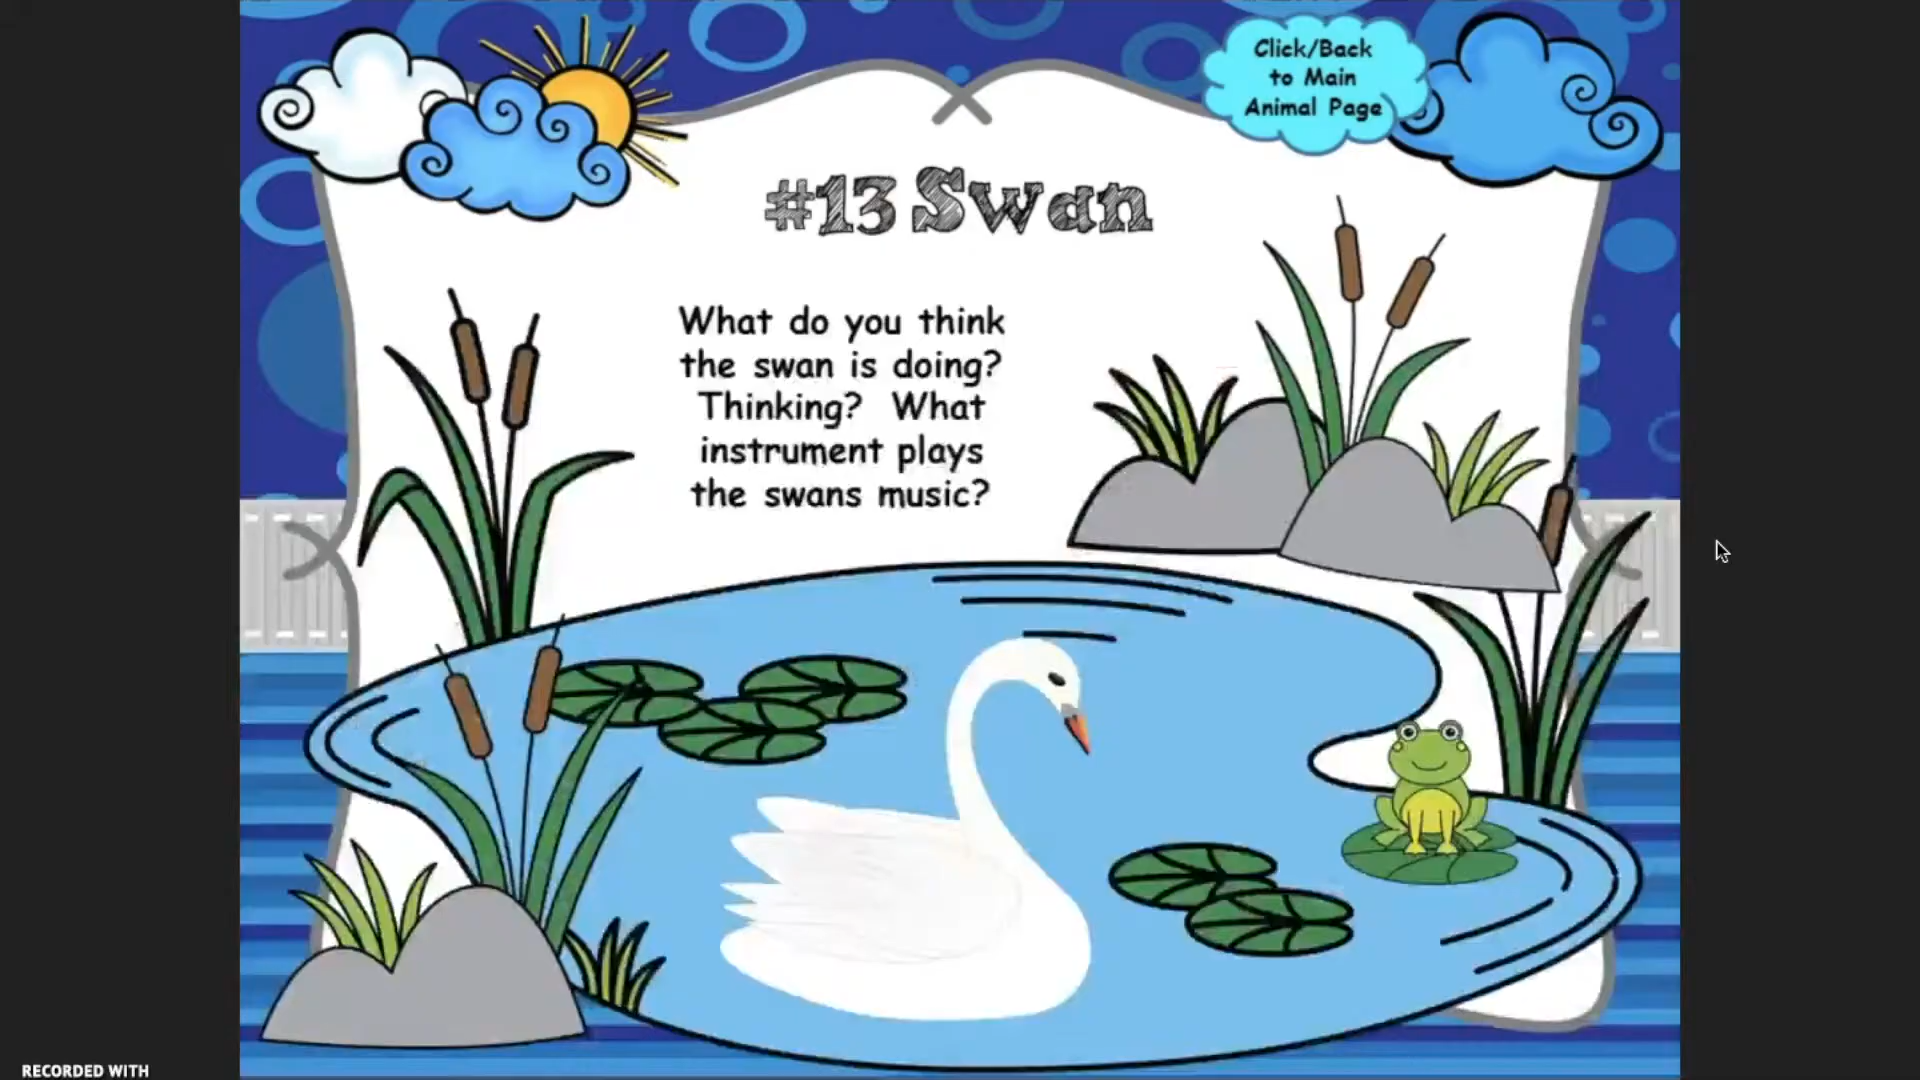 Click/Back
to Main
Animal Page
#13 Swan
What do you think
the swan is doing?
Thinking? What
instrument plays
the swans music?
RECORDED WITH